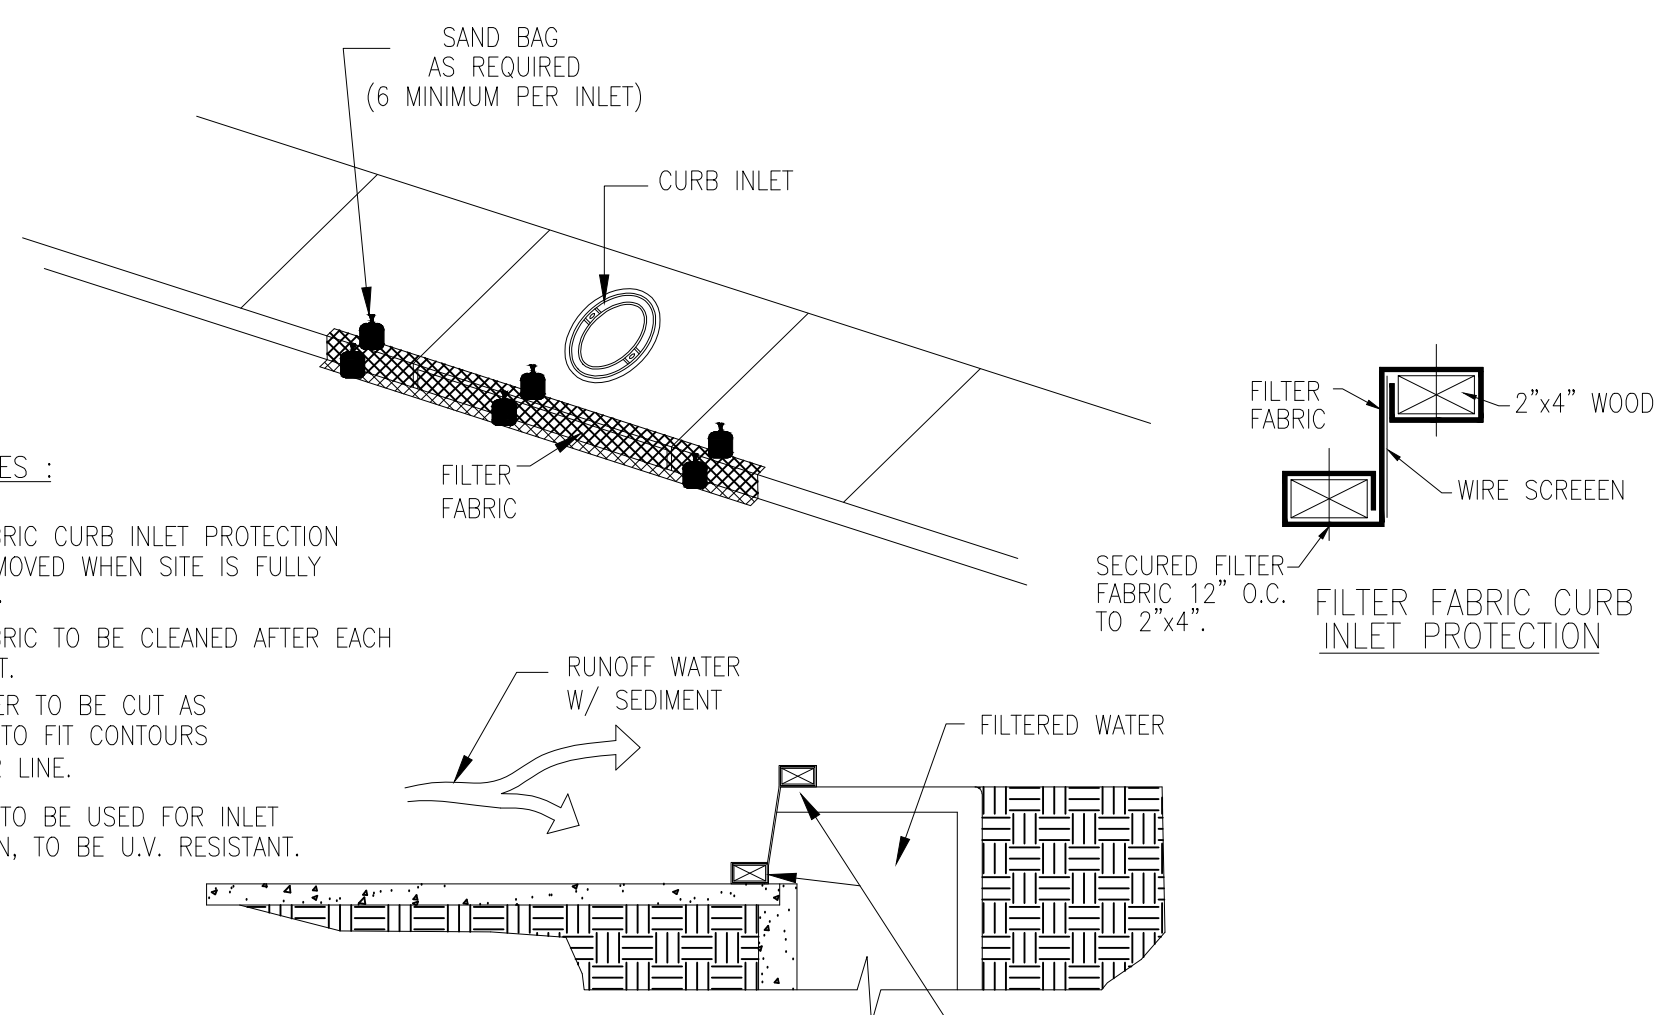 SAND BAG
AS REQUIRED
(6 MINIMUM PER INLET)
CURB INLET
FILTER
FABRIC
FILTER
FABRIC
2"x4" WOOD
WIRE SCREEEN
SECURED FILTER
FABRIC 12" O.C.
TO 2"x4".
FILTER FABRIC CURB
INLET PROTECTION
ES :
BRIC CURB INLET PROTECTION
MOVED WHEN SITE IS FULLY
.
BRIC TO BE CLEANED AFTER EACH
T.
ER TO BE CUT AS
TO FIT CONTOURS
R LINE.
TO BE USED FOR INLET
N, TO BE U.V. RESISTANT.
RUNOFF WATER
W/ SEDIMENT
FILTERED WATER